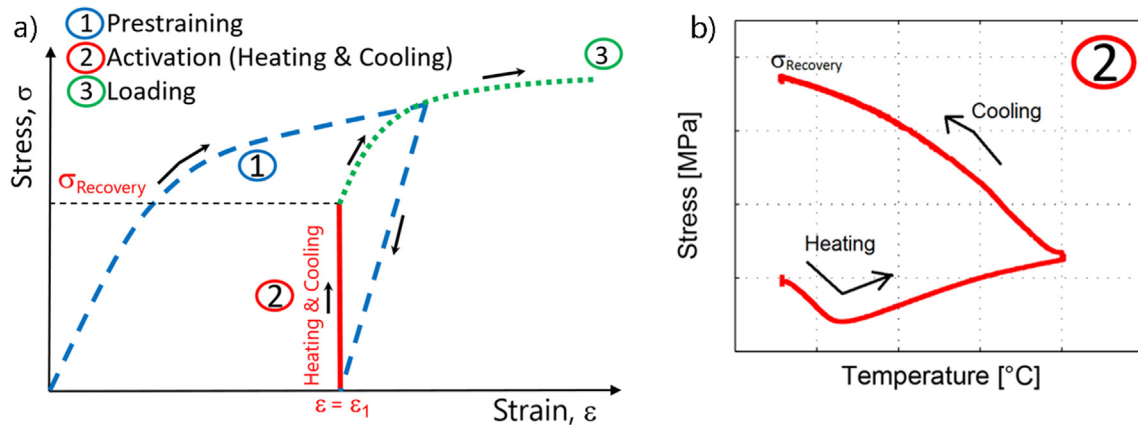 a)
1 Prestraining
2 Activation (Heating & Cooling)
3 Loading
Stress, σ
σRecovery
1
2
3
Heating & Cooling
ε = ε1
Strain, ε
b)
2
σRecovery
Cooling
Heating
Stress [MPa]
Temperature [°C]